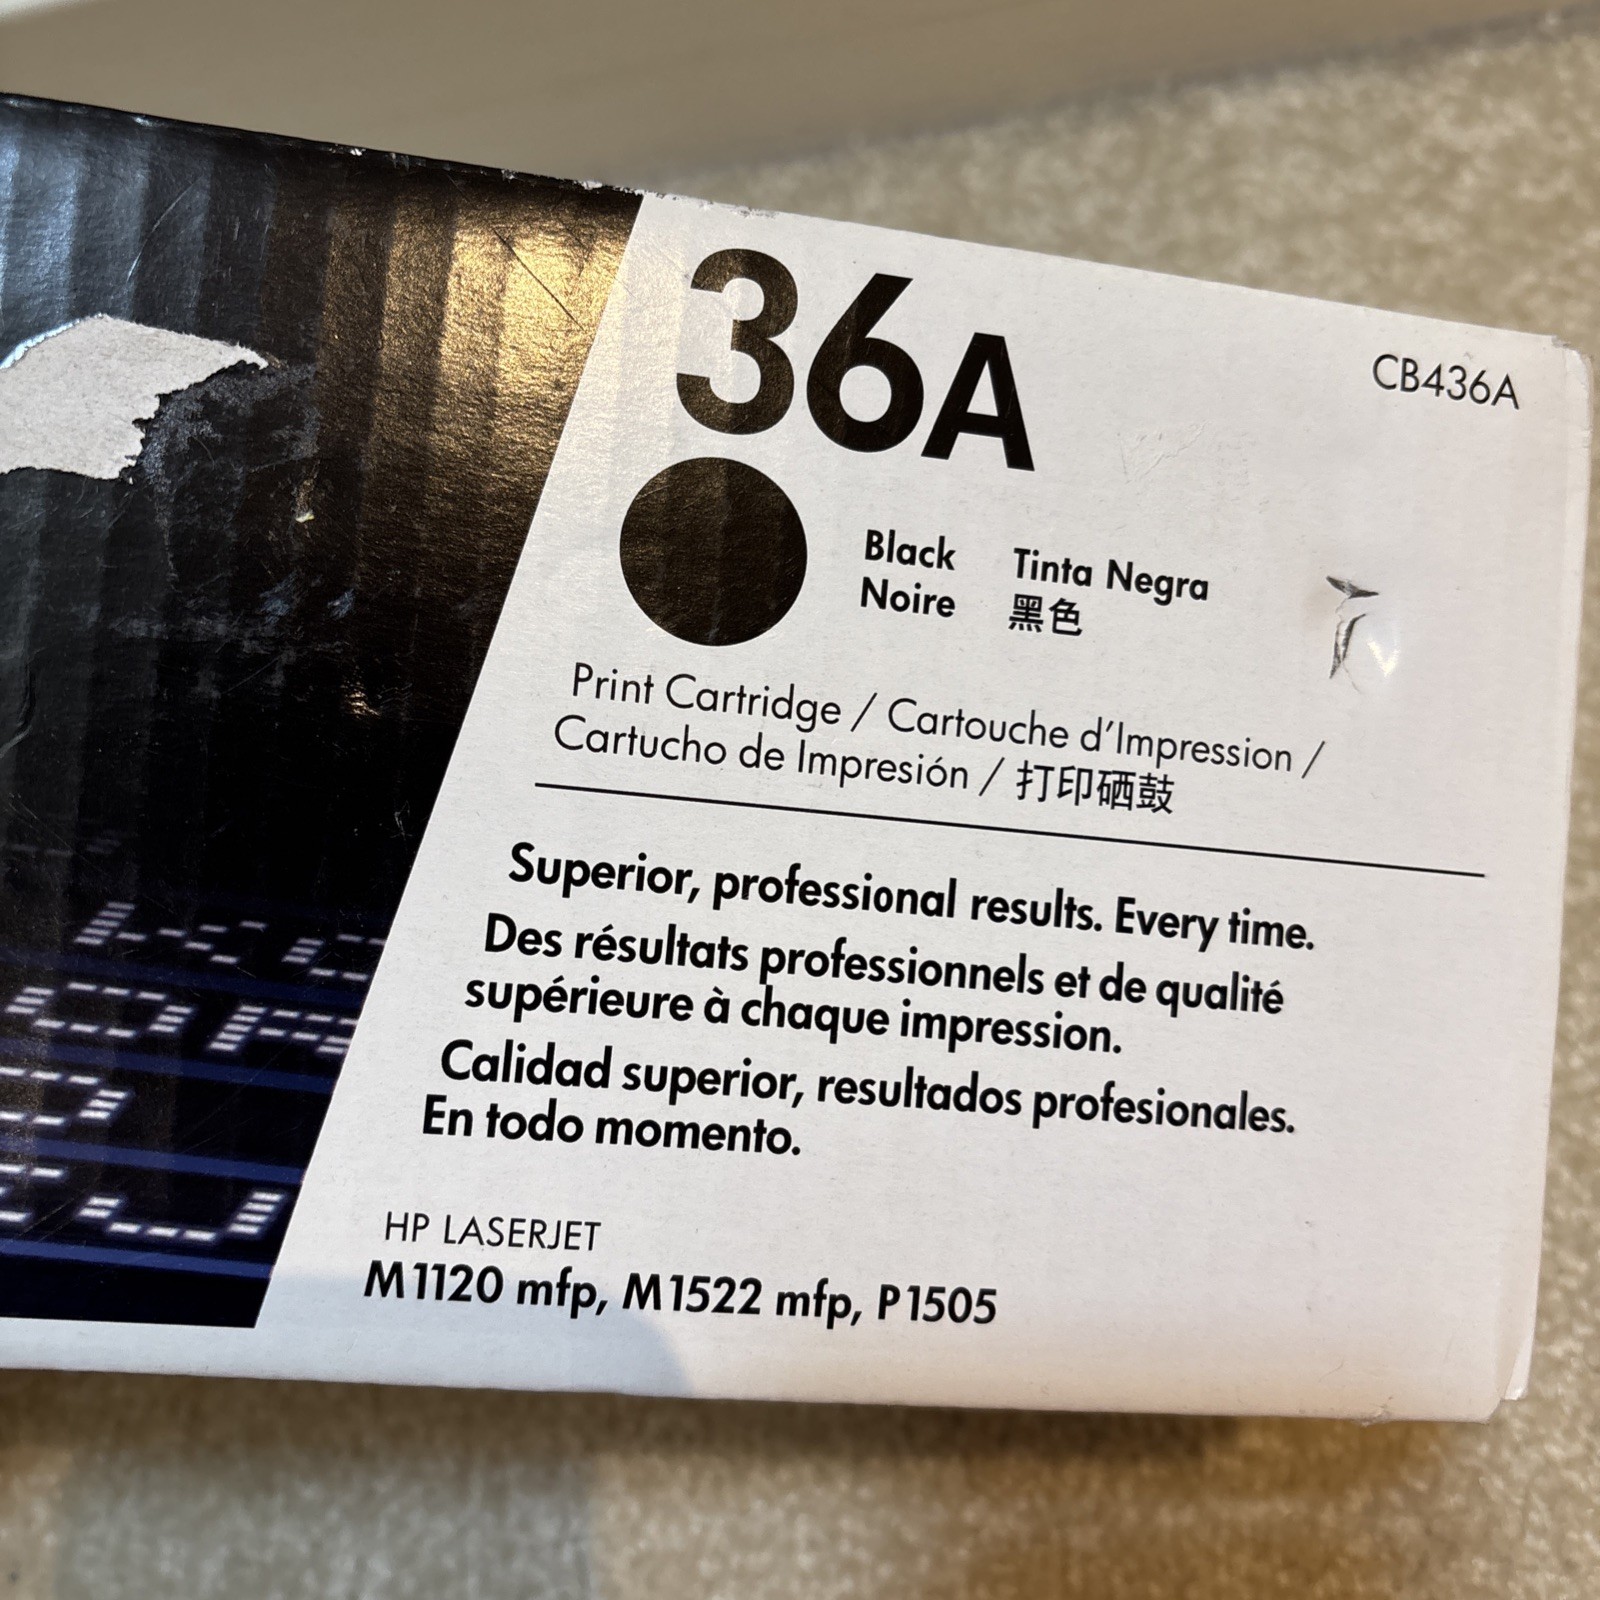 36A
CB436A
Black Tinta Negra
Noire 黑色
Print Cartridge / Cartouche d'Impression /
Cartucho de Impresión / 打印硒鼓
Superior, professional results. Every time.
Des résultats professionnels et de qualité
supérieure à chaque impression.
Calidad superior, resultados profesionales.
En todo momento.
HP LASERJET
M1120 mfp, M1522 mfp, P1505